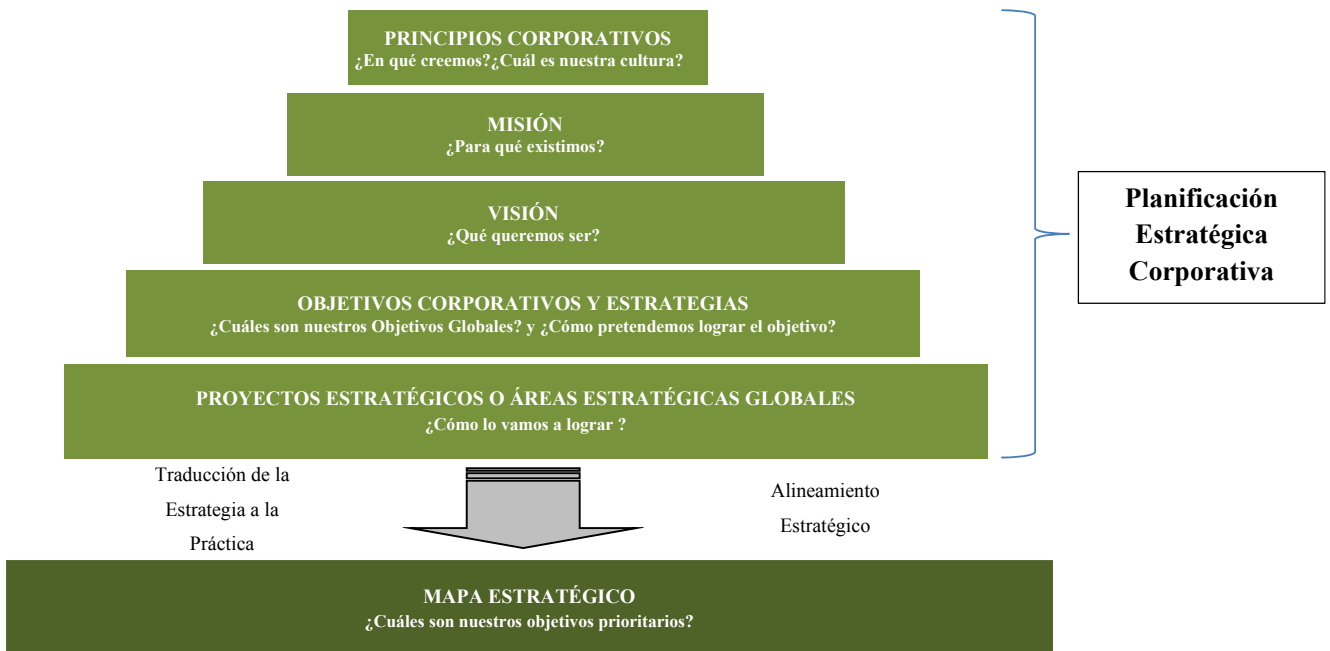 PRINCIPIOS CORPORATIVOS
¿En qué creemos?¿Cuál es nuestra cultura?
MISIÓN
¿Para qué existimos?
VISIÓN
¿Qué queremos ser?
OBJETIVOS CORPORATIVOS Y ESTRATEGIAS
¿Cuáles son nuestros Objetivos Globales? y ¿Cómo pretendemos lograr el objetivo?
PROYECTOS ESTRATÉGICOS O ÁREAS ESTRATÉGICAS GLOBALES
¿Cómo lo vamos a lograr ?
Planificación
Estratégica
Corporativa
Traducción de la
Estrategia a la
Práctica
Alineamiento
Estratégico
MAPA ESTRATÉGICO
¿Cuáles son nuestros objetivos prioritarios?